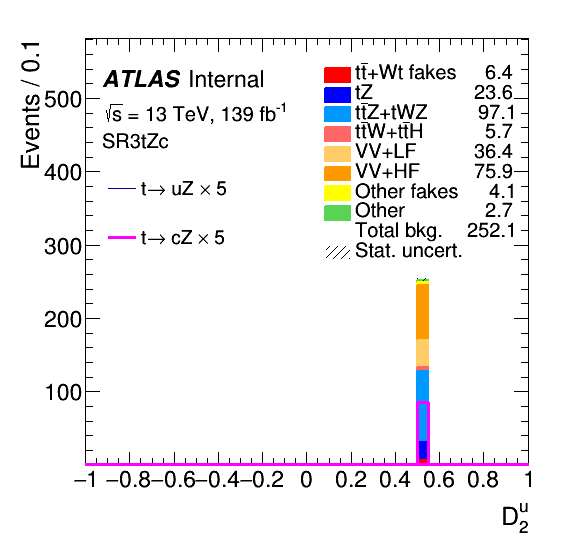 Events / 0.1
500
400
300
200
100
ATLAS Internal
√s = 13 TeV, 139 fb⁻¹
SR3tZc
t→ uZ × 5
t→ cZ × 5
tt̄+Wt fakes 6.4
tZ 23.6
tt̄Z+tWZ 97.1
tt̄W+tt̄H 5.7
VV+LF 36.4
VV+HF 75.9
Other fakes 4.1
Other 2.7
Total bkg. 252.1
Stat. uncert.
−1 −0.8 −0.6 −0.4 −0.2 0 0.2 0.4 0.6 0.8 1
D₂ᵘ